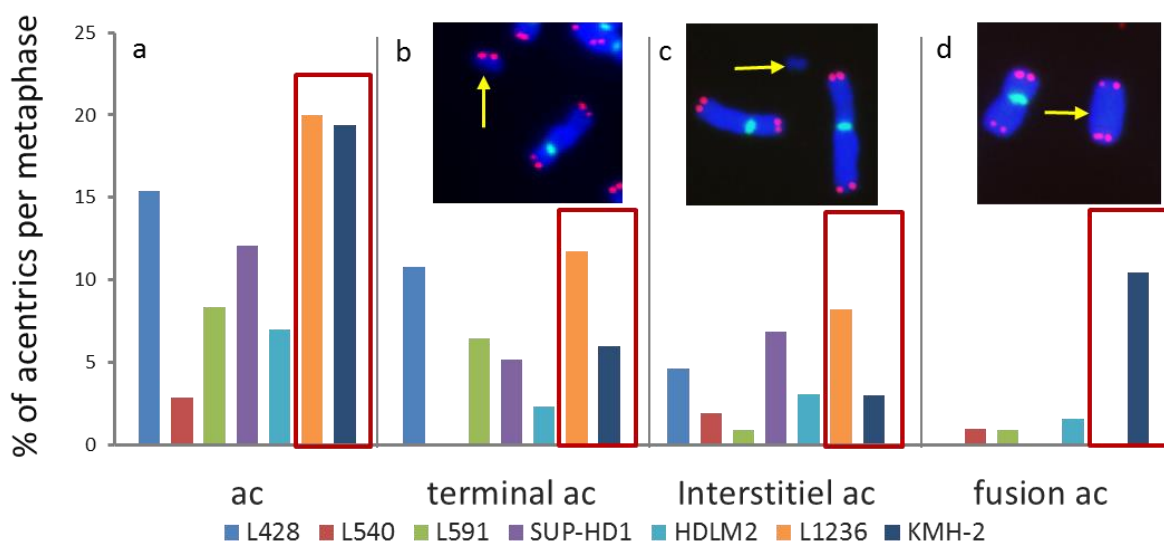 % of acentrics per metaphase
25
20
15
10
5
0
a
b
c
d
ac
terminal ac
Interstitiel ac
fusion ac
L428
L540
L591
SUP-HD1
HDLM2
L1236
KMH-2